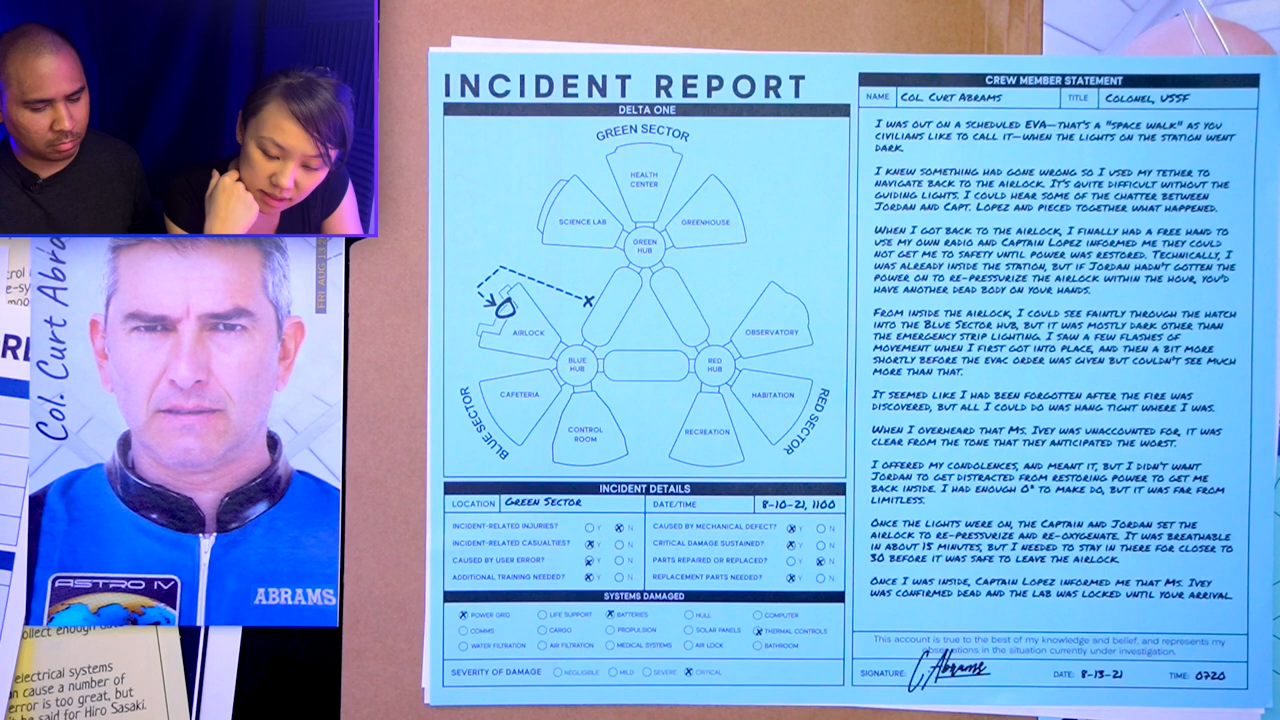 INCIDENT REPORT
DELTA ONE
GREEN SECTOR
HEALTH
CENTER
SCIENCE LAB
GREENHOUSE
GREEN
HUB
AIRLOCK
OBSERVATORY
BLUE
HUB
RED
HUB
CAFETERIA
HABITATION
CONTROL
ROOM
RECREATION
BLUE SECTOR
RED SECTOR
INCIDENT DETAILS
LOCATION GREEN SECTOR DATE/TIME 8-10-21, 1100
INCIDENT-RELATED INJURIES? Y X N CAUSED BY MECHANICAL DEFECT? X Y N
INCIDENT-RELATED CASUALTIES? X Y N CRITICAL DAMAGE SUSTAINED? X Y N
CAUSED BY USER ERROR? X Y N PARTS REPAIRED OR REPLACED? Y X N
ADDITIONAL TRAINING NEEDED? X Y N REPLACEMENT PARTS NEEDED? X Y N
SYSTEMS DAMAGED
X POWER GRID LIFE SUPPORT X BATTERIES HULL COMPUTER
COMMS CARGO PROPULSION SOLAR PANELS X THERMAL CONTROLS
WATER FILTRATION AIR FILTRATION MEDICAL SYSTEMS AIR LOCK BATHROOM
SEVERITY OF DAMAGE NEGLIGIBLE MILD SEVERE X CRITICAL
CREW MEMBER STATEMENT
NAME COL. CURT ABRAMS TITLE COLONEL, USSF
I WAS OUT ON A SCHEDULED EVA—THAT'S A "SPACE WALK" AS YOU
CIVILIANS LIKE TO CALL IT—WHEN THE LIGHTS ON THE STATION WENT
DARK.
I KNEW SOMETHING HAD GONE WRONG SO I USED MY TETHER TO
NAVIGATE BACK TO THE AIRLOCK. IT'S QUITE DIFFICULT WITHOUT THE
GUIDING LIGHTS. I COULD HEAR SOME OF THE CHATTER BETWEEN
JORDAN AND CAPT. LOPEZ AND PIECED TOGETHER WHAT HAPPENED.
WHEN I GOT BACK TO THE AIRLOCK, I FINALLY HAD A FREE HAND TO
USE MY OWN RADIO AND CAPTAIN LOPEZ INFORMED ME THEY COULD
NOT GET ME TO SAFETY UNTIL POWER WAS RESTORED. TECHNICALLY, I
WAS ALREADY INSIDE THE STATION, BUT IF JORDAN HADN'T GOTTEN THE
POWER ON TO RE-PRESSURIZE THE AIRLOCK WITHIN THE HOUR, YOU'D
HAVE ANOTHER DEAD BODY ON YOUR HANDS.
FROM INSIDE THE AIRLOCK, I COULD SEE FAINTLY THROUGH THE HATCH
INTO THE BLUE SECTOR HUB, BUT IT WAS MOSTLY DARK OTHER THAN
THE EMERGENCY STRIP LIGHTING. I SAW A FEW FLASHES OF
MOVEMENT WHEN I FIRST GOT INTO PLACE, AND THEN A BIT MORE
SHORTLY BEFORE THE EVAC ORDER WAS GIVEN BUT COULDN'T SEE MUCH
MORE THAN THAT.
IT SEEMED LIKE I HAD BEEN FORGOTTEN AFTER THE FIRE WAS
DISCOVERED, BUT ALL I COULD DO WAS HANG TIGHT WHERE I WAS.
WHEN I OVERHEARD THAT MS. IVEY WAS UNACCOUNTED FOR, IT WAS
CLEAR FROM THE TONE THAT THEY ANTICIPATED THE WORST.
I OFFERED MY CONDOLENCES, AND MEANT IT, BUT I DIDN'T WANT
JORDAN TO GET DISTRACTED FROM RESTORING POWER TO GET ME
BACK INSIDE. I HAD ENOUGH O² TO MAKE DO, BUT IT WAS FAR FROM
LIMITLESS.
ONCE THE LIGHTS WERE ON, THE CAPTAIN AND JORDAN SET THE
AIRLOCK TO RE-PRESSURIZE AND RE-OXYGENATE. IT WAS BREATHABLE
IN ABOUT 15 MINUTES, BUT I NEEDED TO STAY IN THERE FOR CLOSER TO
30 BEFORE IT WAS SAFE TO LEAVE THE AIRLOCK.
ONCE I WAS INSIDE, CAPTAIN LOPEZ INFORMED ME THAT MS. IVEY
WAS CONFIRMED DEAD AND THE LAB WAS LOCKED UNTIL YOUR ARRIVAL.
This account is true to the best of my knowledge and belief, and represents my
observations in the situation currently under investigation.
SIGNATURE: C Abrams DATE: 8-13-21 TIME: 0720
Col. Curt Abra
FRI AUG 13
ASTRO IV
ABRAMS
electrical systems
n cause a number of
error is too great, but
be said for Hiro Sasaki.